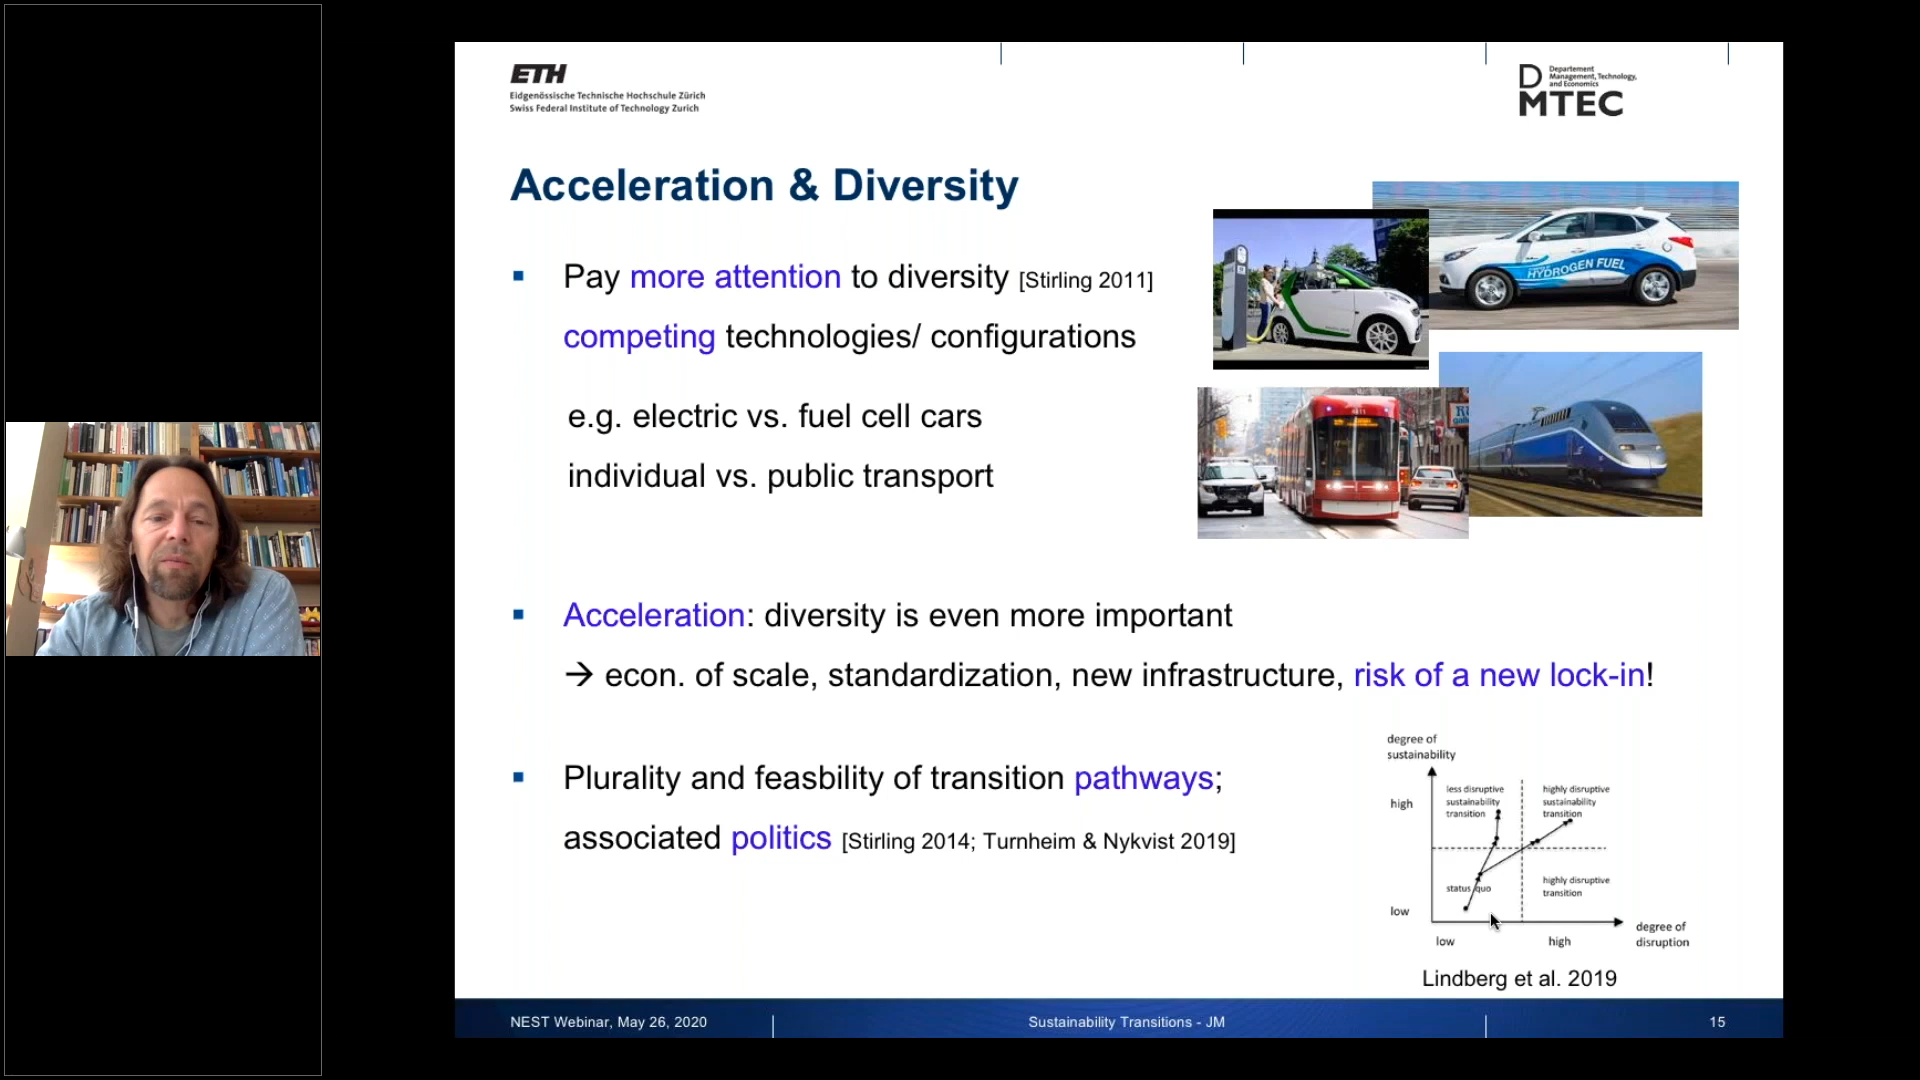 ETH
Eidgenössische Technische Hochschule Zürich
Swiss Federal Institute of Technology Zurich
D MTEC
Departement
Management, Technology,
and Economics
Acceleration & Diversity
▪ Pay more attention to diversity [Stirling 2011]
competing technologies/ configurations
e.g. electric vs. fuel cell cars
individual vs. public transport
HYDROGEN FUEL
▪ Acceleration: diversity is even more important
→ econ. of scale, standardization, new infrastructure, risk of a new lock-in!
▪ Plurality and feasbility of transition pathways;
associated politics [Stirling 2014; Turnheim & Nykvist 2019]
degree of
sustainability
high
less disruptive
sustainability
transition
highly disruptive
sustainability
transition
status quo
highly disruptive
transition
low
low
high
degree of
disruption
Lindberg et al. 2019
NEST Webinar, May 26, 2020
Sustainability Transitions - JM
15